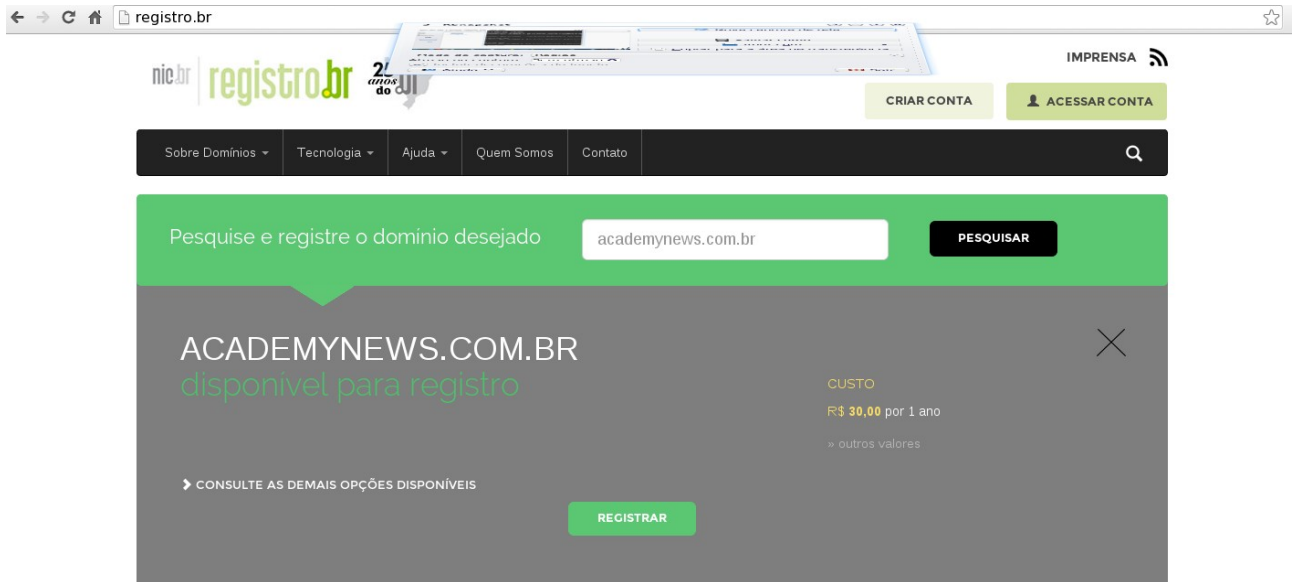 registro.br
IMPRENSA
nic.br registro.br anos do
CRIAR CONTA
ACESSAR CONTA
Sobre Domínios
Tecnologia
Ajuda
Quem Somos
Contato
Pesquise e registre o domínio desejado
academynews.com.br
PESQUISAR
ACADEMYNEWS.COM.BR
disponível para registro
CUSTO
R$ 30,00 por 1 ano
» outros valores
CONSULTE AS DEMAIS OPÇÕES DISPONÍVEIS
REGISTRAR